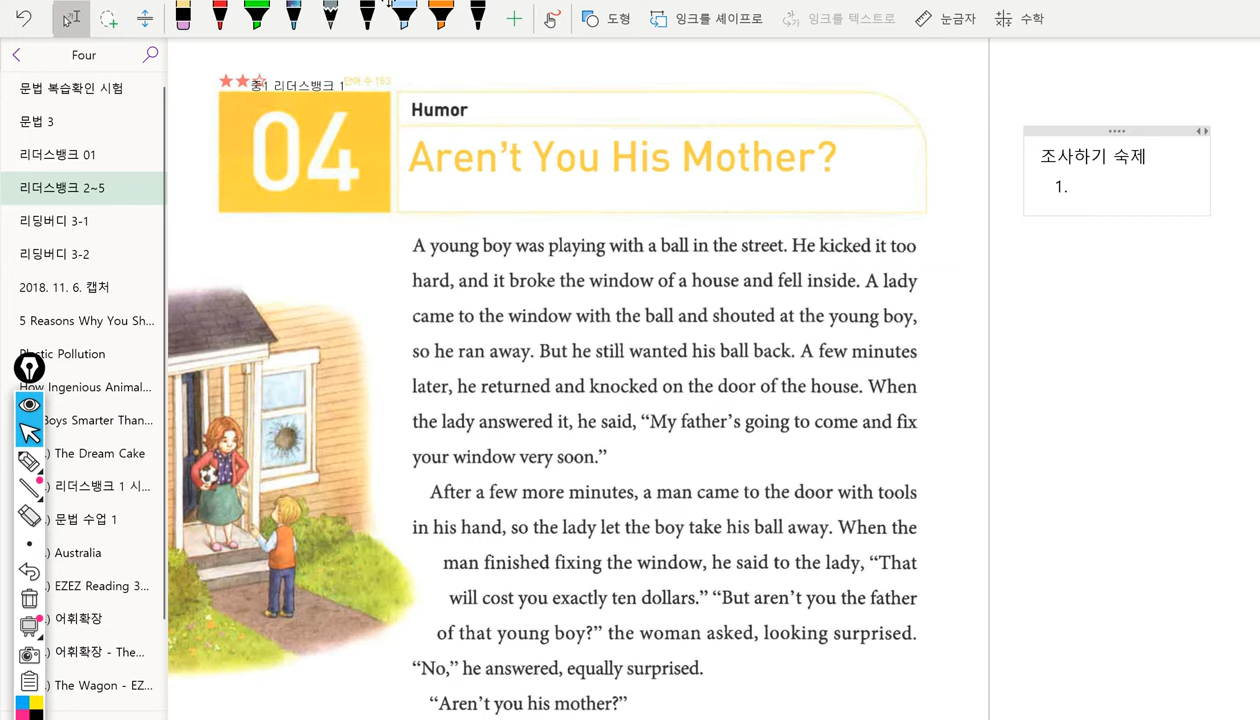 도형
잉크를 셰이프로
잉크를 텍스트로
눈금자
수학
Four
문법 복습확인 시험
문법 3
리더스뱅크 01
리더스뱅크 2~5
리딩버디 3-1
리딩버디 3-2
2018. 11. 6. 캡처
5 Reasons Why You Sh...
Plastic Pollution
How Ingenious Animal...
Boys Smarter Than...
.) The Dream Cake
.) 리더스뱅크 1 시...
.) 문법 수업 1
.) Australia
.) EZEZ Reading 3...
.) 어휘확장
.) 어휘확장 - The...
.) The Wagon - EZ...
중1 리더스뱅크 1
단어 수 153
04
Humor
Aren't You His Mother?
A young boy was playing with a ball in the street. He kicked it too
hard, and it broke the window of a house and fell inside. A lady
came to the window with the ball and shouted at the young boy,
so he ran away. But he still wanted his ball back. A few minutes
later, he returned and knocked on the door of the house. When
the lady answered it, he said, “My father's going to come and fix
your window very soon.”
After a few more minutes, a man came to the door with tools
in his hand, so the lady let the boy take his ball away. When the
man finished fixing the window, he said to the lady, “That
will cost you exactly ten dollars.” “But aren't you the father
of that young boy?” the woman asked, looking surprised.
“No,” he answered, equally surprised.
“Aren't you his mother?”
조사하기 숙제
1.